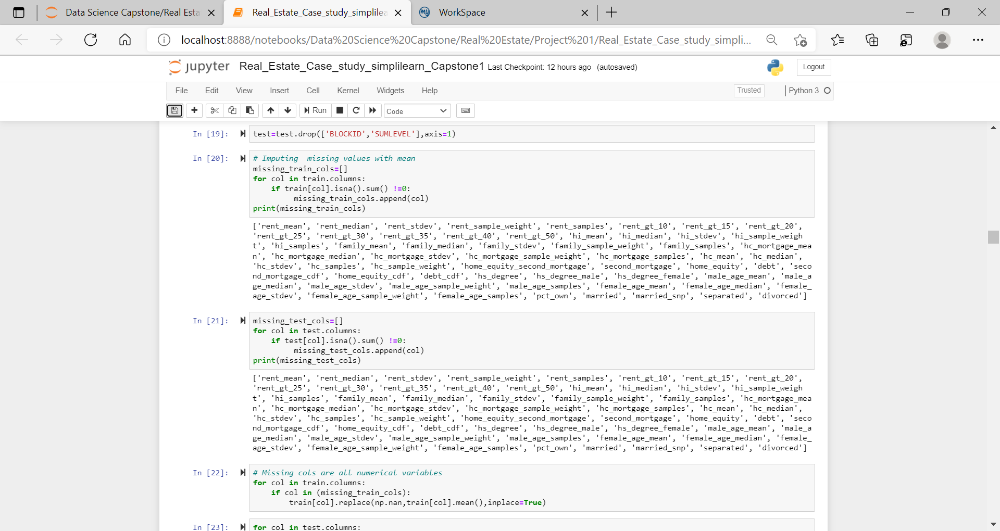 Data Science Capstone/Real Esta
Real_Estate_Case_study_simplilea
WorkSpace
localhost:8888/notebooks/Data%20Science%20Capstone/Real%20Estate/Project%201/Real_Estate_Case_study_simpli...
jupyter Real_Estate_Case_study_simplilearn_Capstone1 Last Checkpoint: 12 hours ago (autosaved)
Logout
File Edit View Insert Cell Kernel Widgets Help
Trusted
Python 3
Run
Code
In [19]: test=test.drop(['BLOCKID','SUMLEVEL'],axis=1)
In [20]: # Imputing  missing values with mean
missing_train_cols=[]
for col in train.columns:
    if train[col].isna().sum() !=0:
         missing_train_cols.append(col)
print(missing_train_cols)
['rent_mean', 'rent_median', 'rent_stdev', 'rent_sample_weight', 'rent_samples', 'rent_gt_10', 'rent_gt_15', 'rent_gt_20',
'rent_gt_25', 'rent_gt_30', 'rent_gt_35', 'rent_gt_40', 'rent_gt_50', 'hi_mean', 'hi_median', 'hi_stdev', 'hi_sample_weigh
t', 'hi_samples', 'family_mean', 'family_median', 'family_stdev', 'family_sample_weight', 'family_samples', 'hc_mortgage_mea
n', 'hc_mortgage_median', 'hc_mortgage_stdev', 'hc_mortgage_sample_weight', 'hc_mortgage_samples', 'hc_mean', 'hc_median',
'hc_stdev', 'hc_samples', 'hc_sample_weight', 'home_equity_second_mortgage', 'second_mortgage', 'home_equity', 'debt', 'seco
nd_mortgage_cdf', 'home_equity_cdf', 'debt_cdf', 'hs_degree', 'hs_degree_male', 'hs_degree_female', 'male_age_mean', 'male_a
ge_median', 'male_age_stdev', 'male_age_sample_weight', 'male_age_samples', 'female_age_mean', 'female_age_median', 'female_
age_stdev', 'female_age_sample_weight', 'female_age_samples', 'pct_own', 'married', 'married_snp', 'separated', 'divorced']
In [21]: missing_test_cols=[]
for col in test.columns:
    if test[col].isna().sum() !=0:
         missing_test_cols.append(col)
print(missing_test_cols)
['rent_mean', 'rent_median', 'rent_stdev', 'rent_sample_weight', 'rent_samples', 'rent_gt_10', 'rent_gt_15', 'rent_gt_20',
'rent_gt_25', 'rent_gt_30', 'rent_gt_35', 'rent_gt_40', 'rent_gt_50', 'hi_mean', 'hi_median', 'hi_stdev', 'hi_sample_weigh
t', 'hi_samples', 'family_mean', 'family_median', 'family_stdev', 'family_sample_weight', 'family_samples', 'hc_mortgage_mea
n', 'hc_mortgage_median', 'hc_mortgage_stdev', 'hc_mortgage_sample_weight', 'hc_mortgage_samples', 'hc_mean', 'hc_median',
'hc_stdev', 'hc_samples', 'hc_sample_weight', 'home_equity_second_mortgage', 'second_mortgage', 'home_equity', 'debt', 'seco
nd_mortgage_cdf', 'home_equity_cdf', 'debt_cdf', 'hs_degree', 'hs_degree_male', 'hs_degree_female', 'male_age_mean', 'male_a
ge_median', 'male_age_stdev', 'male_age_sample_weight', 'male_age_samples', 'female_age_mean', 'female_age_median', 'female_
age_stdev', 'female_age_sample_weight', 'female_age_samples', 'pct_own', 'married', 'married_snp', 'separated', 'divorced']
In [22]: # Missing cols are all numerical variables
for col in train.columns:
    if col in (missing_train_cols):
        train[col].replace(np.nan,train[col].mean(),inplace=True)
In [23]: for col in test.columns: